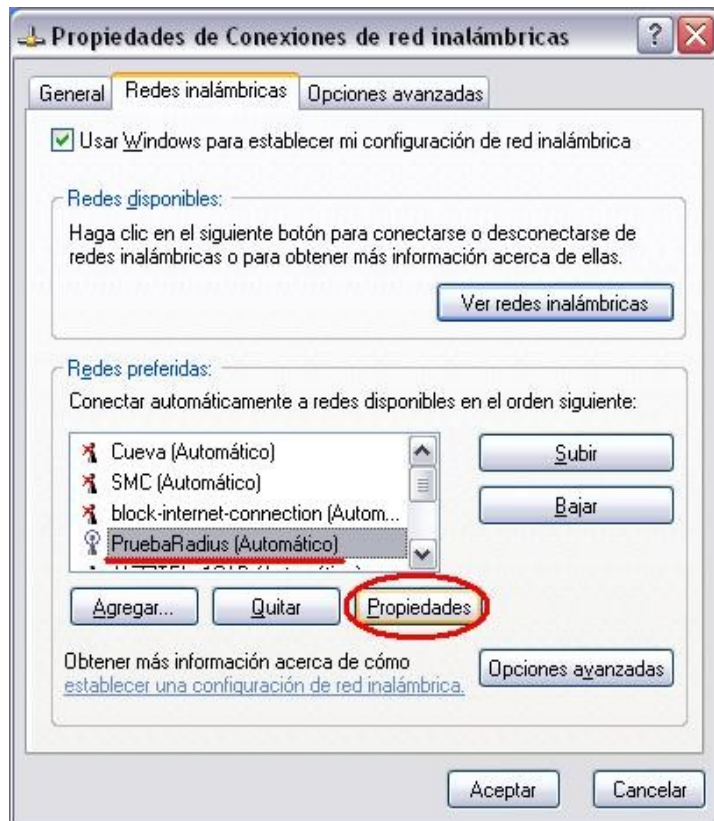 Propiedades de Conexiones de red inalámbricas
General Redes inalámbricas Opciones avanzadas
Usar Windows para establecer mi configuración de red inalámbrica
Redes disponibles:
Haga clic en el siguiente botón para conectarse o desconectarse de
redes inalámbricas o para obtener más información acerca de ellas.
Ver redes inalámbricas
Redes preferidas:
Conectar automáticamente a redes disponibles en el orden siguiente:
Cueva (Automático)
SMC (Automático)
block-internet-connection (Autom...
PruebaRadius (Automático)
Subir
Bajar
Agregar... Quitar Propiedades
Obtener más información acerca de cómo
establecer una configuración de red inalámbrica.
Opciones avanzadas
Aceptar Cancelar